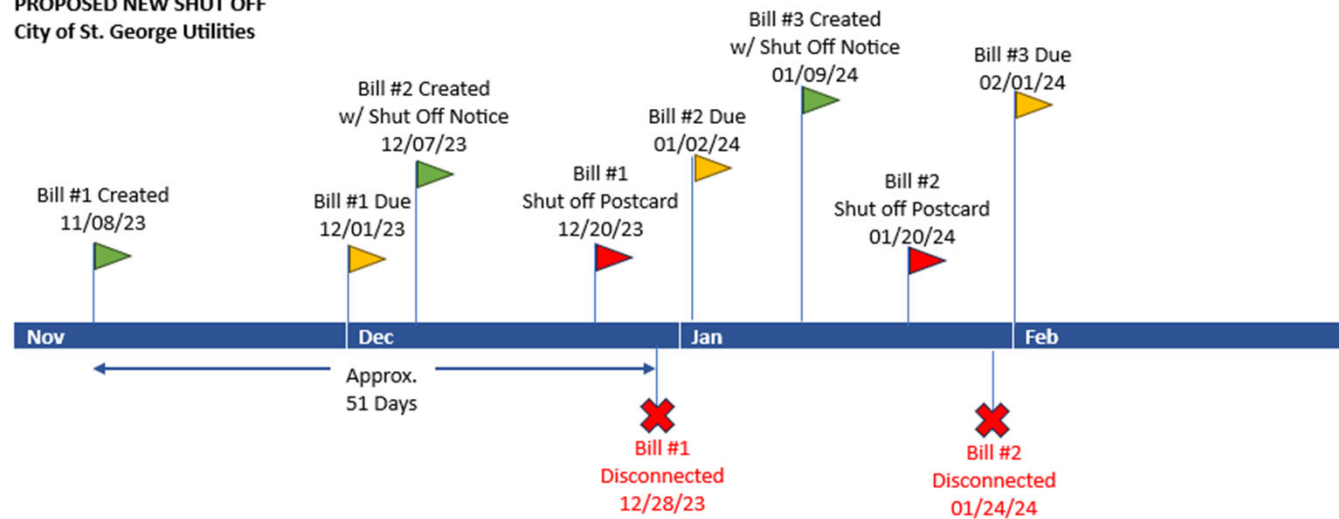 PROPOSED NEW SHUT OFF
City of St. George Utilities
Bill #1 Created
11/08/23
Bill #1 Due
12/01/23
Bill #2 Created
w/ Shut Off Notice
12/07/23
Bill #1
Shut off Postcard
12/20/23
Bill #2 Due
01/02/24
Bill #3 Created
w/ Shut Off Notice
01/09/24
Bill #2
Shut off Postcard
01/20/24
Bill #3 Due
02/01/24
Nov
Dec
Jan
Feb
Approx.
51 Days
Bill #1
Disconnected
12/28/23
Bill #2
Disconnected
01/24/24